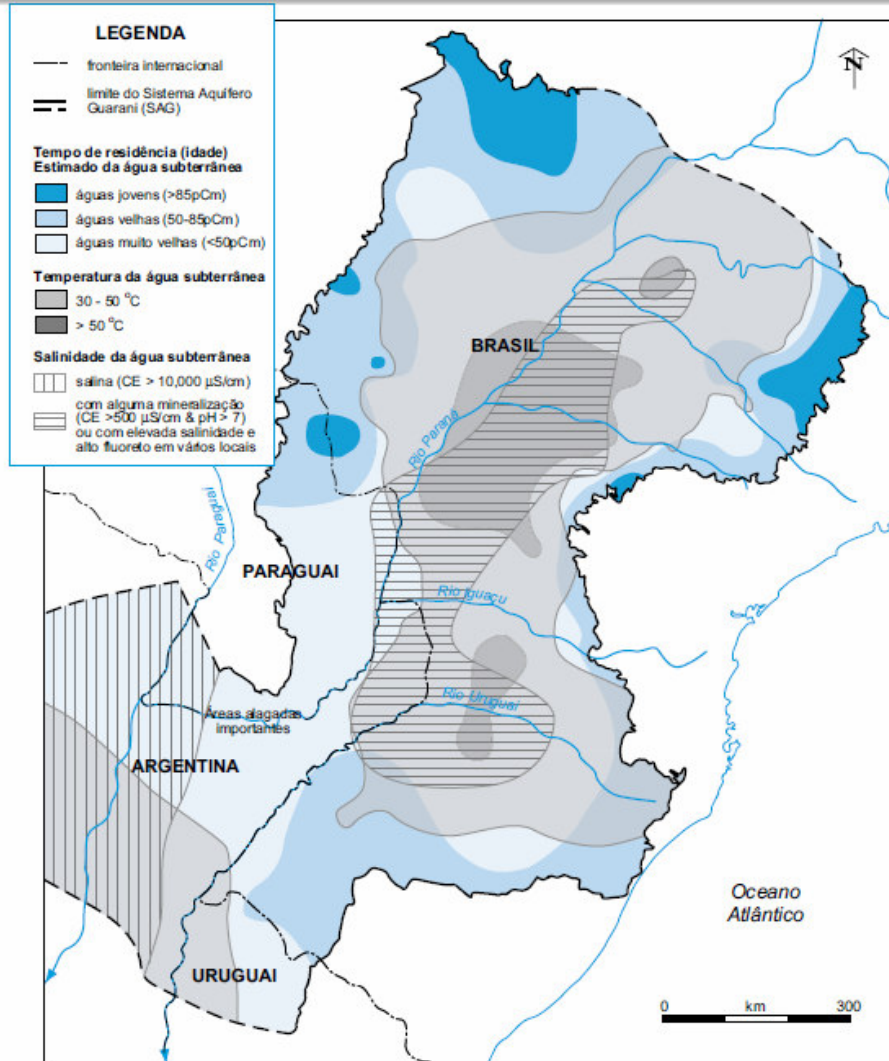 LEGENDA
fronteira internacional
limite do Sistema Aquífero
Guarani (SAG)
Tempo de residência (idade)
Estimado da água subterrânea
águas jovens (>85pCm)
águas velhas (50-85pCm)
águas muito velhas (<50pCm)
Temperatura da água subterrânea
30 - 50 °C
> 50 °C
Salinidade da água subterrânea
salina (CE > 10,000 µS/cm)
com alguma mineralização
(CE >500 µS/cm & pH > 7)
ou com elevada salinidade e
alto fluoreto em vários locais
N
BRASIL
Rio Paraná
Rio Paraguai
PARAGUAI
Rio Iguaçu
Rio Uruguai
Áreas alagadas
importantes
ARGENTINA
Oceano
Atlântico
URUGUAI
0 km 300